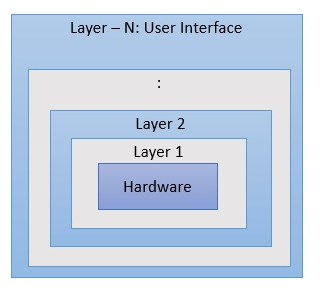 Layer – N: User Interface
:
Layer 2
Layer 1
Hardware